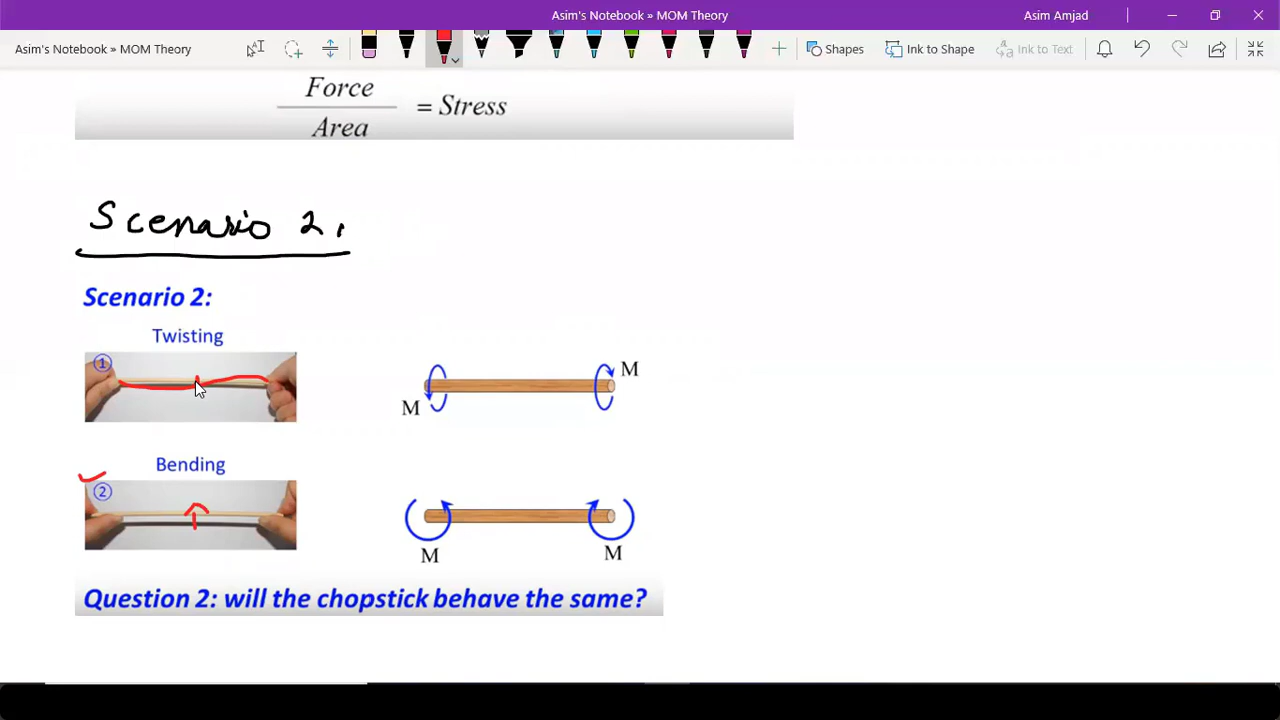 Asim's Notebook » MOM Theory
Asim Amjad
Asim's Notebook » MOM Theory
Shapes
Ink to Shape
Ink to Text
Force
Area
= Stress
Scenario 2.
Scenario 2:
Twisting
1
M
M
Bending
2
M
M
Question 2: will the chopstick behave the same?